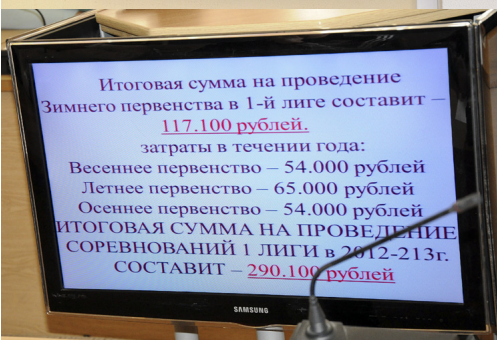 Итоговая сумма на проведение
Зимнего первенства в 1-й лиге составит –
117.100 рублей.
затраты в течении года:
Весеннее первенство – 54.000 рублей
Летнее первенство – 65.000 рублей
Осеннее первенство – 54.000 рублей
ИТОГОВАЯ СУММА НА ПРОВЕДЕНИЕ
СОРЕВНОВАНИЙ 1 ЛИГИ в 2012-213г.
СОСТАВИТ – 290.100 рублей
SAMSUNG